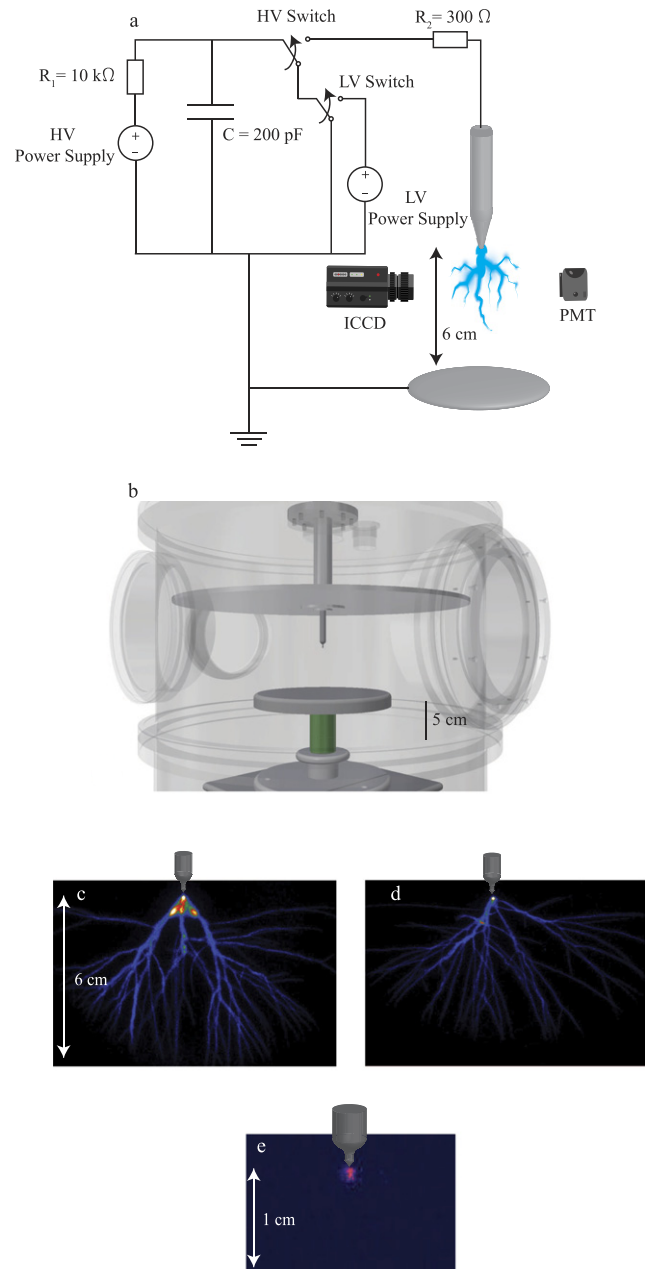 a
HV Switch
R2 = 300 Ω
R1= 10 kΩ
LV Switch
HV
Power Supply
C = 200 pF
LV
Power Supply
ICCD
6 cm
PMT
b
5 cm
c
6 cm
d
e
1 cm